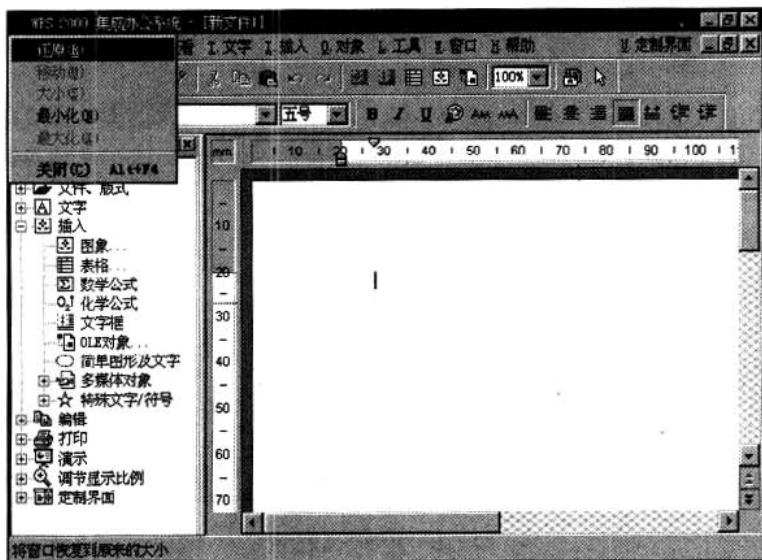 WPS 2000 集成办公系统 - [新文件1]
看 I.文字 I.插入 O.对象 L.工具 W.窗口 H.帮助 U.定制界面
还原(R)
移动(M)
大小(S)
最小化(N)
最大化(X)
关闭(C) Alt+F4
100%
五号 B I U
mm 10 20 30 40 50 60 70 80 90 100 1
文件、版式
文字
插入
图象...
表格...
数学公式
化学公式
文字框
OLE对象...
简单图形及文字
多媒体对象
特殊文字/符号
编辑
打印
演示
调节显示比例
定制界面
10
20
30
40
50
60
70
将窗口恢复到原来的大小